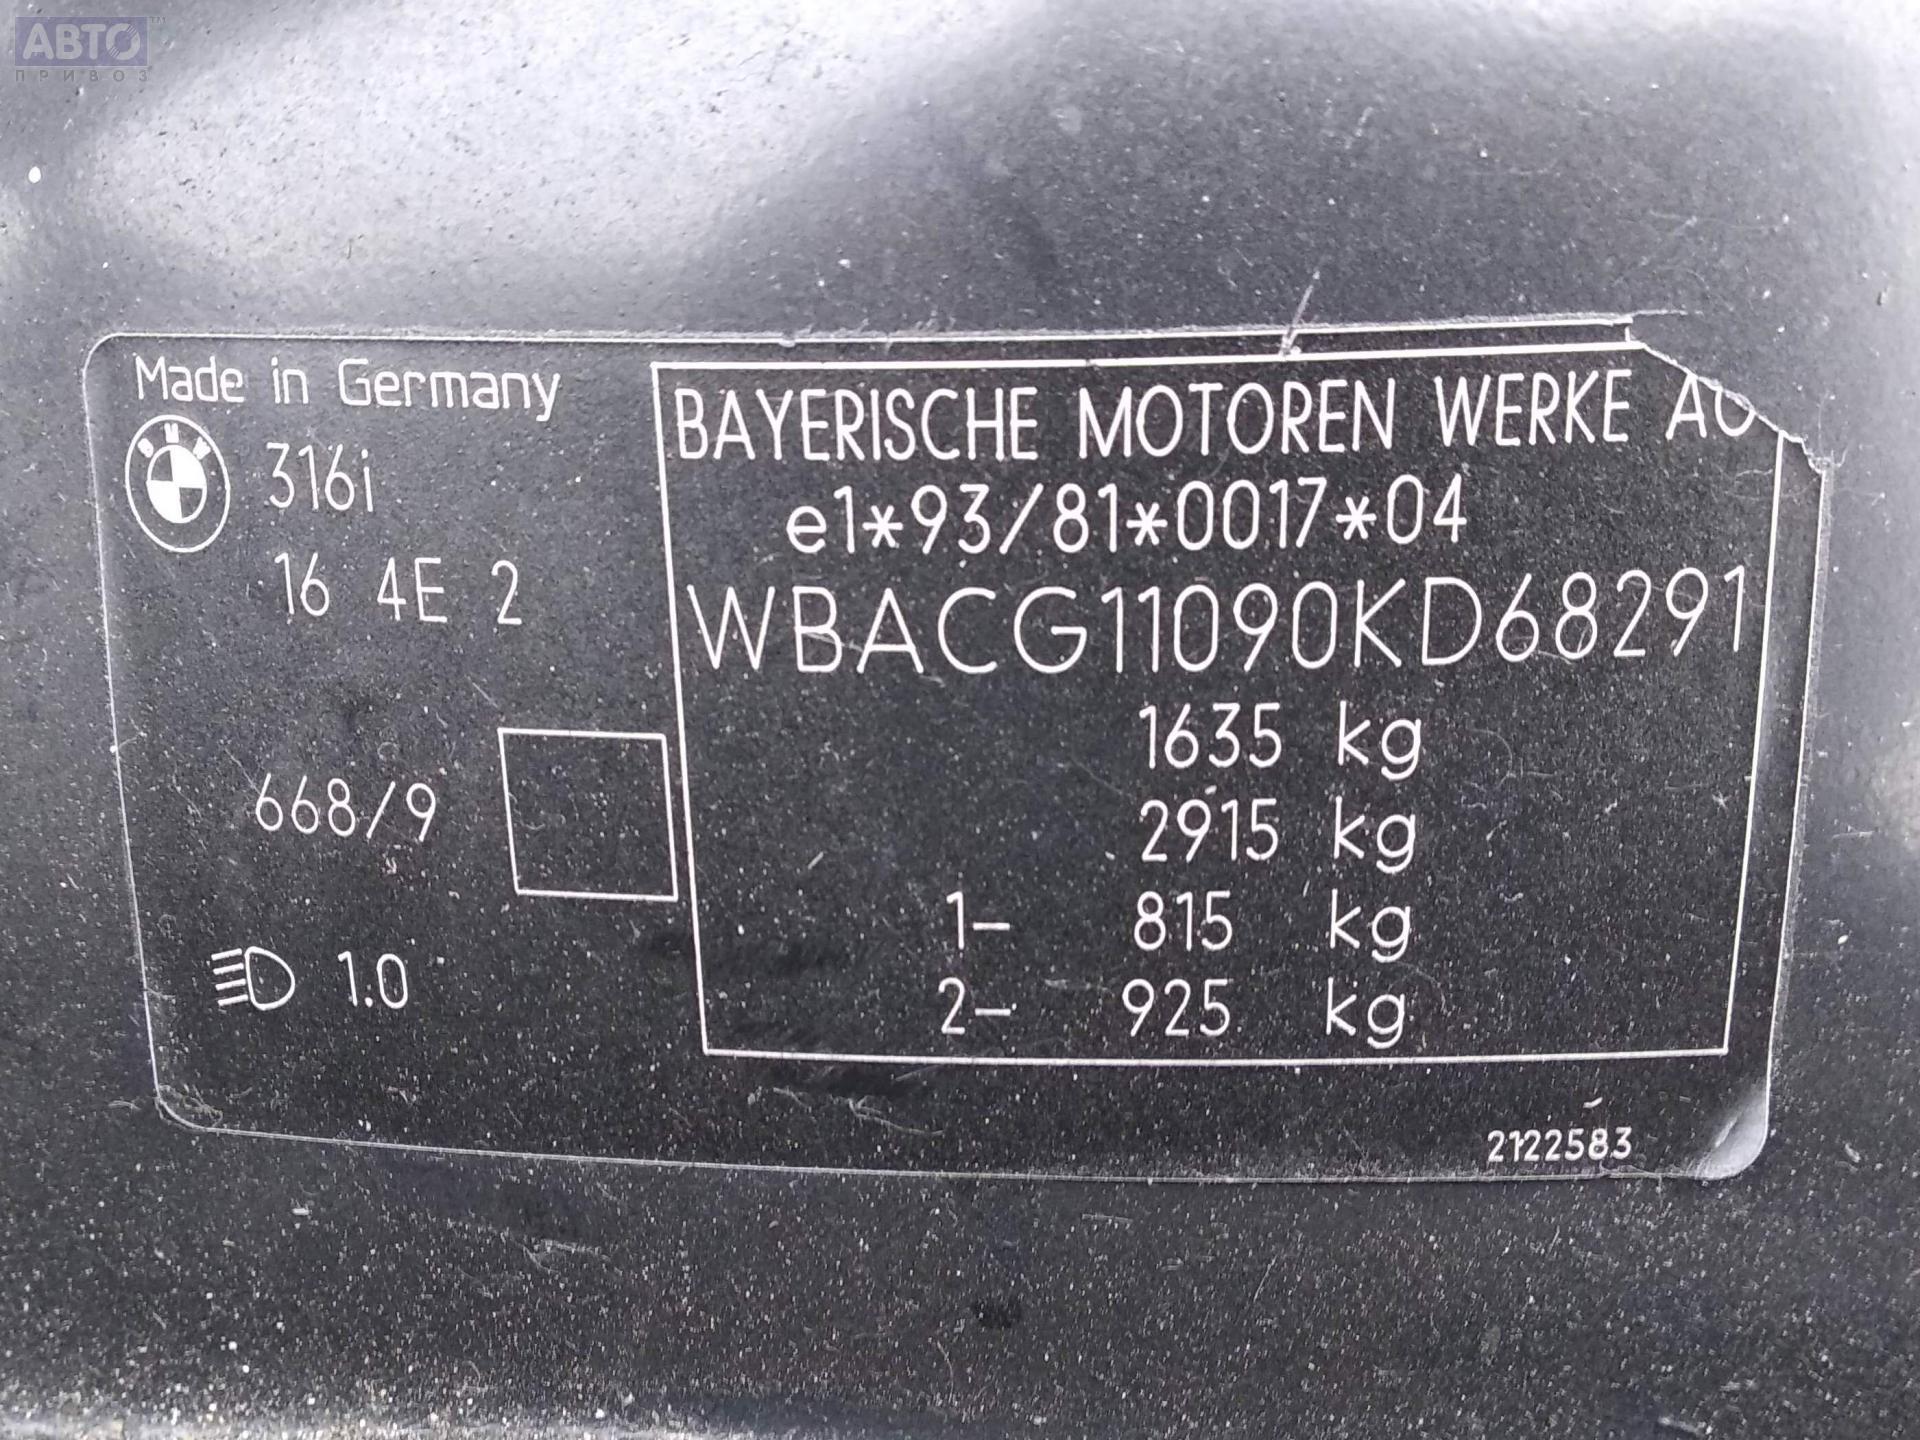 АВТО™
ПРИВОЗ
Made in Germany
BMW
316i
16 4E 2
668/9
1.0
BAYERISCHE MOTOREN WERKE AG
e1*93/81*0017*04
WBACG11090KD68291
1635 kg
2915 kg
1- 815 kg
2- 925 kg
2122583